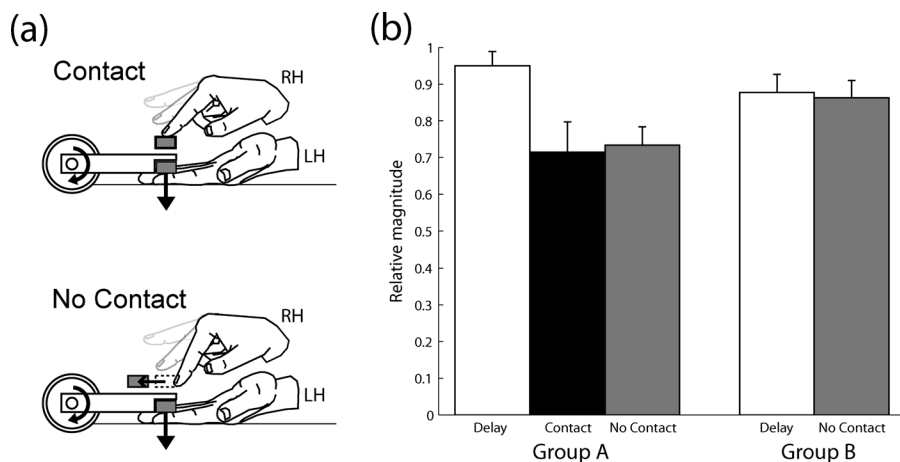 (a)
Contact
RH
LH
No Contact
RH
LH
(b)
Relative magnitude
1
0.9
0.8
0.7
0.6
0.5
0.4
0.3
0.2
0.1
0
Delay Contact No Contact Delay No Contact
Group A Group B